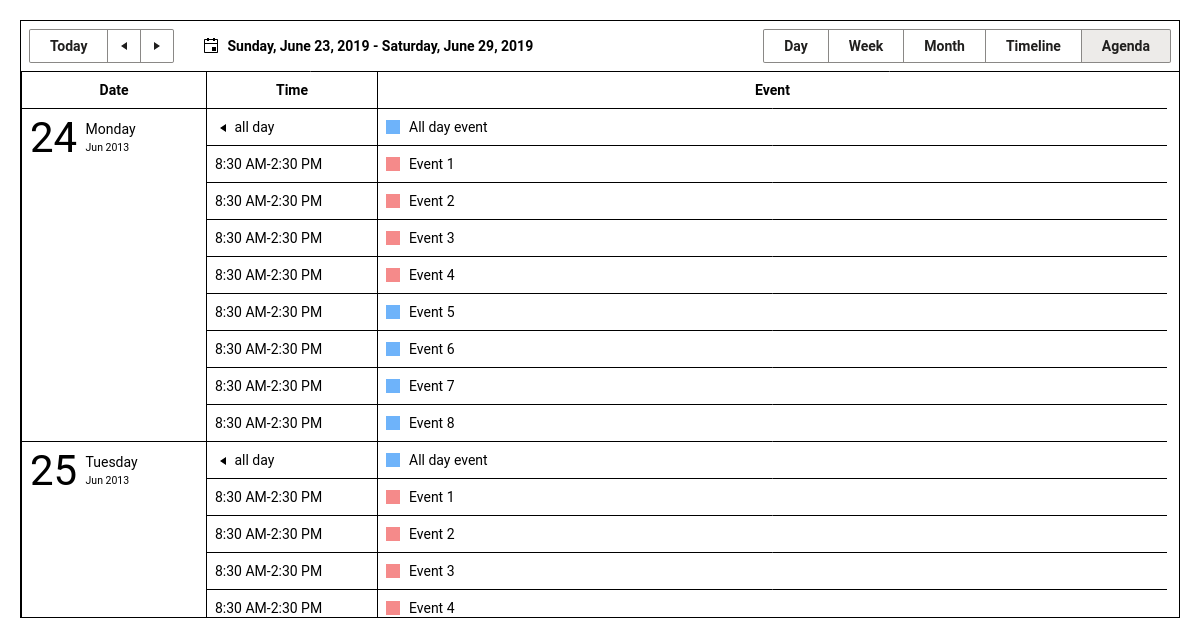 Today Sunday, June 23, 2019 - Saturday, June 29, 2019 Day Week Month Timeline Agenda
Date Time Event
24 Monday all day All day event
Jun 2013
8:30 AM-2:30 PM Event 1
8:30 AM-2:30 PM Event 2
8:30 AM-2:30 PM Event 3
8:30 AM-2:30 PM Event 4
8:30 AM-2:30 PM Event 5
8:30 AM-2:30 PM Event 6
8:30 AM-2:30 PM Event 7
8:30 AM-2:30 PM Event 8
25 Tuesday all day All day event
Jun 2013
8:30 AM-2:30 PM Event 1
8:30 AM-2:30 PM Event 2
8:30 AM-2:30 PM Event 3
8:30 AM-2:30 PM Event 4